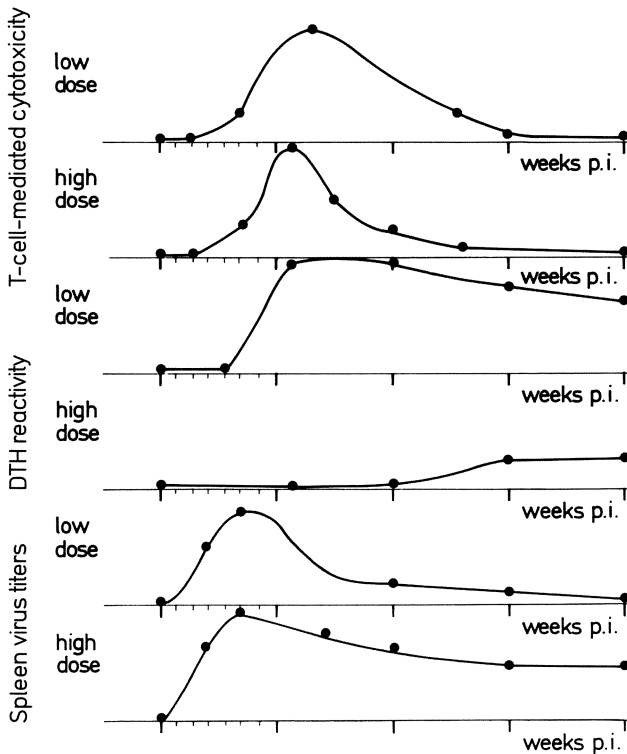 T-cell-mediated cytotoxicity
low
dose
weeks p.i.
high
dose
weeks p.i.
DTH reactivity
low
dose
weeks p.i.
high
dose
weeks p.i.
Spleen virus titers
low
dose
weeks p.i.
high
dose
weeks p.i.